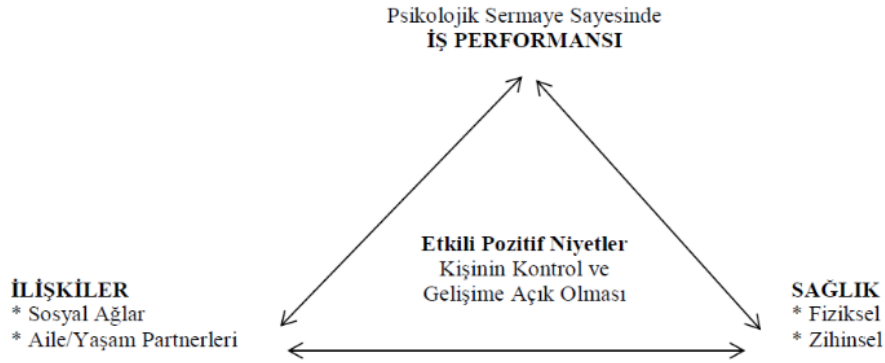 Psikolojik Sermaye Sayesinde
İŞ PERFORMANSI
Etkili Pozitif Niyetler
Kişinin Kontrol ve
Gelişime Açık Olması
İLİŞKİLER
* Sosyal Ağlar
* Aile/Yaşam Partnerleri
SAĞLIK
* Fiziksel
* Zihinsel